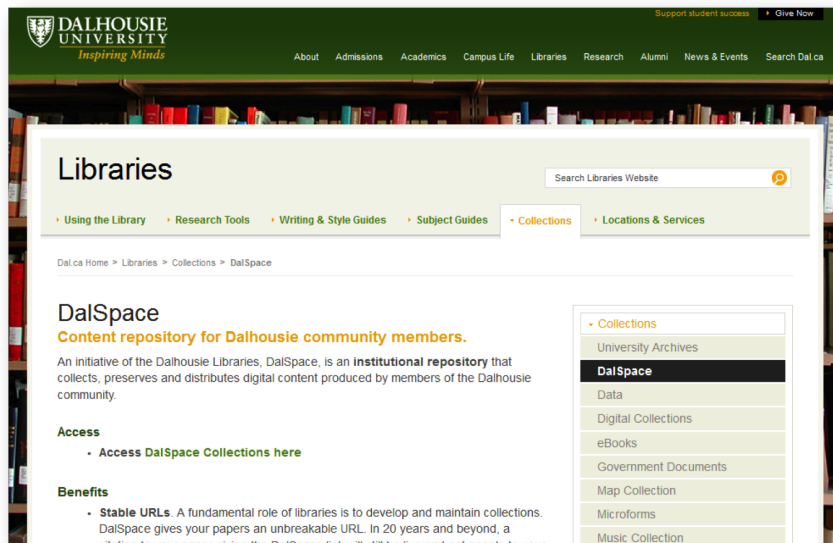 Support student success
Give Now
DALHOUSIE
UNIVERSITY
Inspiring Minds
About Admissions Academics Campus Life Libraries Research Alumni News & Events Search Dal.ca
Libraries
Search Libraries Website
Using the Library Research Tools Writing & Style Guides Subject Guides Collections Locations & Services
Dal.ca Home > Libraries > Collections > DalSpace
DalSpace
Content repository for Dalhousie community members.
An initiative of the Dalhousie Libraries, DalSpace, is an institutional repository that
collects, preserves and distributes digital content produced by members of the Dalhousie
community.
Access
• Access DalSpace Collections here
Benefits
• Stable URLs. A fundamental role of libraries is to develop and maintain collections.
DalSpace gives your papers an unbreakable URL. In 20 years and beyond, a
Collections
University Archives
DalSpace
Data
Digital Collections
eBooks
Government Documents
Map Collection
Microforms
Music Collection